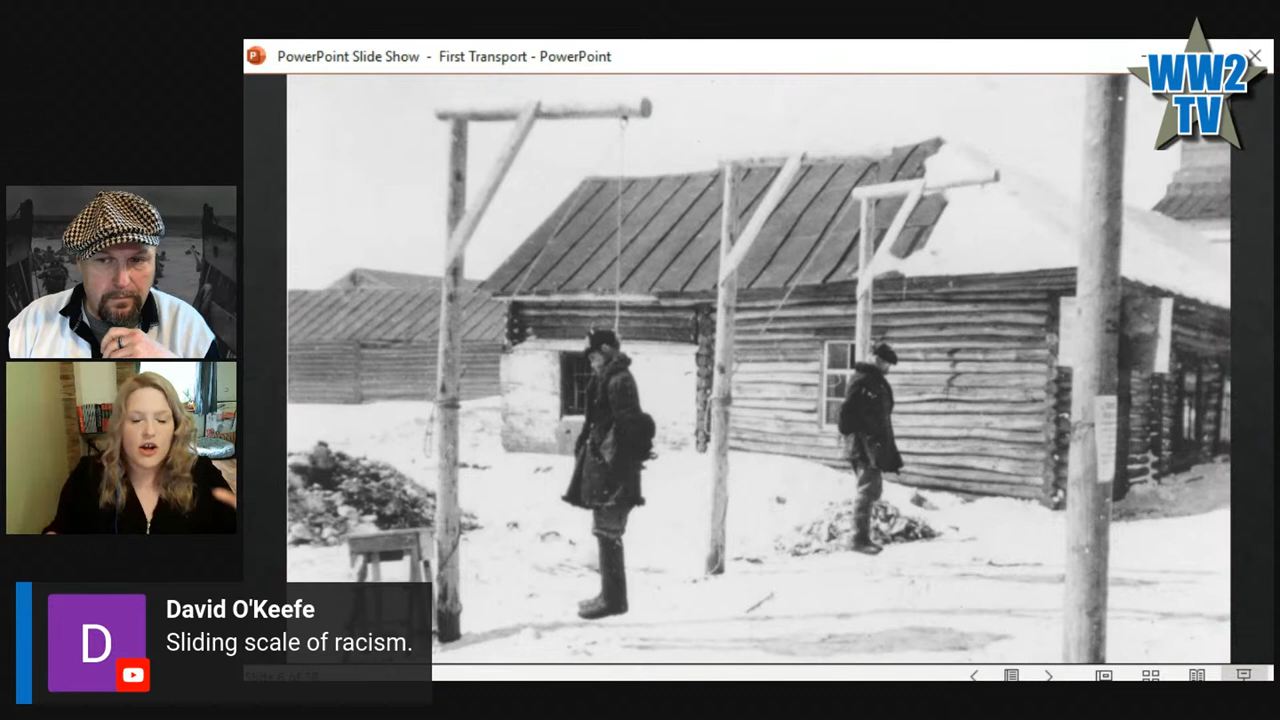 PowerPoint Slide Show - First Transport - PowerPoint
WW2
TV
D
David O'Keefe
Sliding scale of racism.